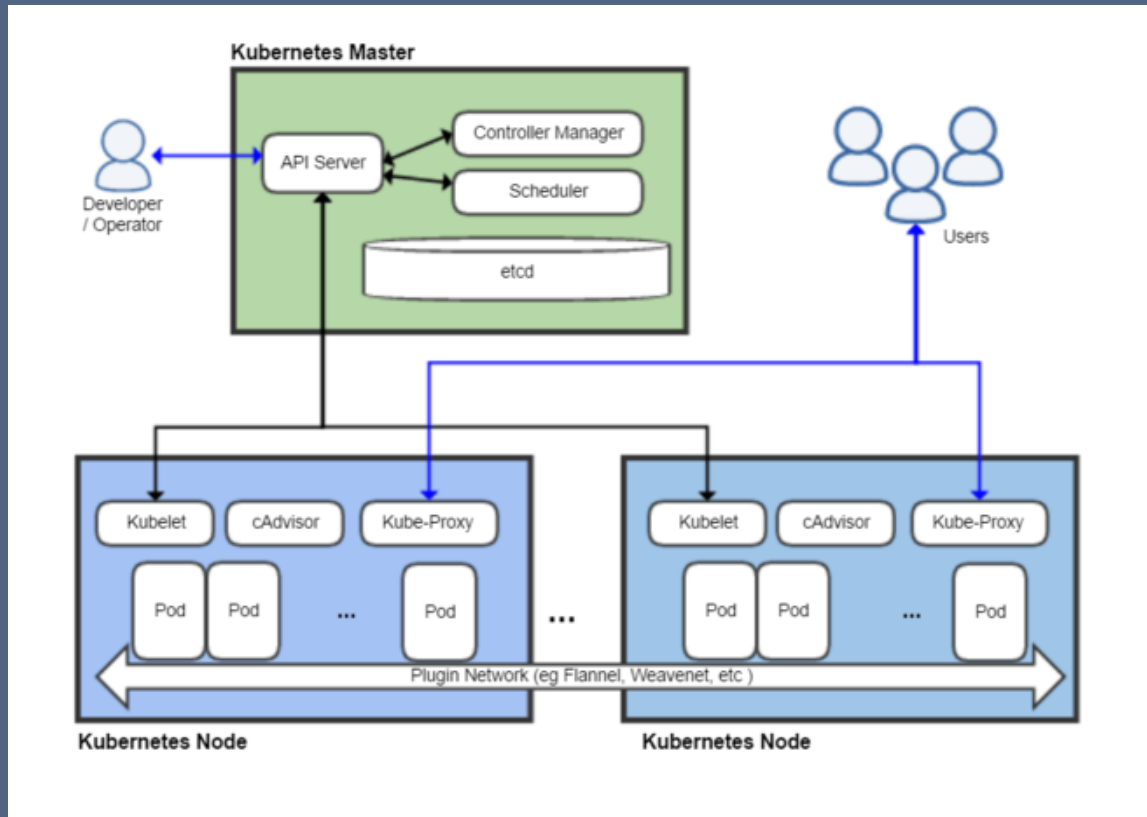 Kubernetes Master
API Server
Controller Manager
Scheduler
etcd
Developer
/ Operator
Users
Kubelet
cAdvisor
Kube-Proxy
Pod
Pod
...
Pod
...
Kubelet
cAdvisor
Kube-Proxy
Pod
Pod
...
Pod
Plugin Network (eg Flannel, Weavenet, etc )
Kubernetes Node
Kubernetes Node